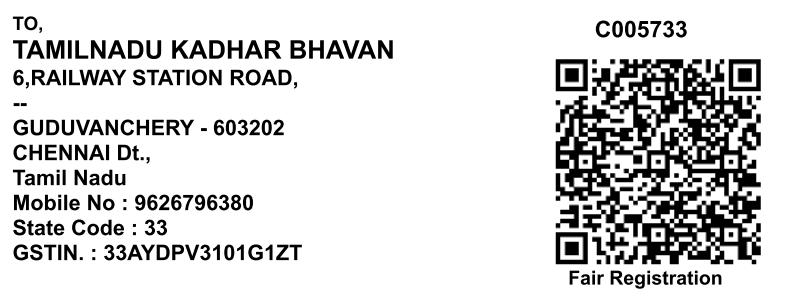 TO,
TAMILNADU KADHAR BHAVAN
6,RAILWAY STATION ROAD,
--
GUDUVANCHERY - 603202
CHENNAI Dt.,
Tamil Nadu
Mobile No : 9626796380
State Code : 33
GSTIN. : 33AYDPV3101G1ZT
C005733
Fair Registration